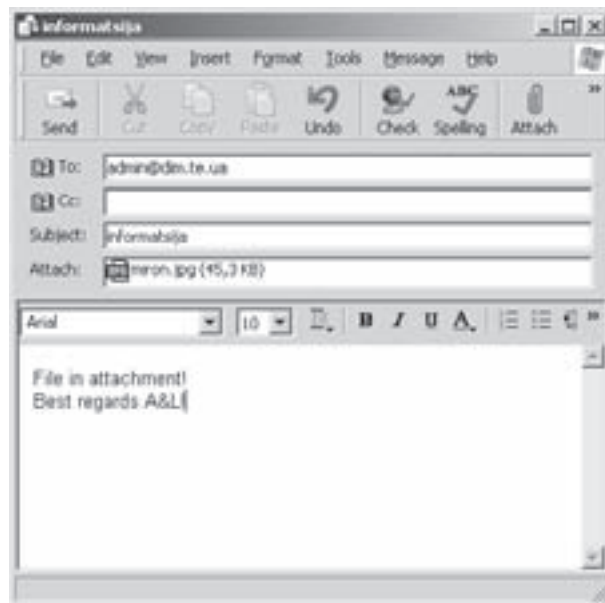 informatsija
File Edit View Insert Format Tools Message Help
Send Cut Copy Paste Undo Check Spelling Attach
To: admin@dim.te.ua
Cc:
Subject: informatsija
Attach: miron.jpg (45,3 KB)
Arial 10 B I U A
File in attachment!
Best regards A&L